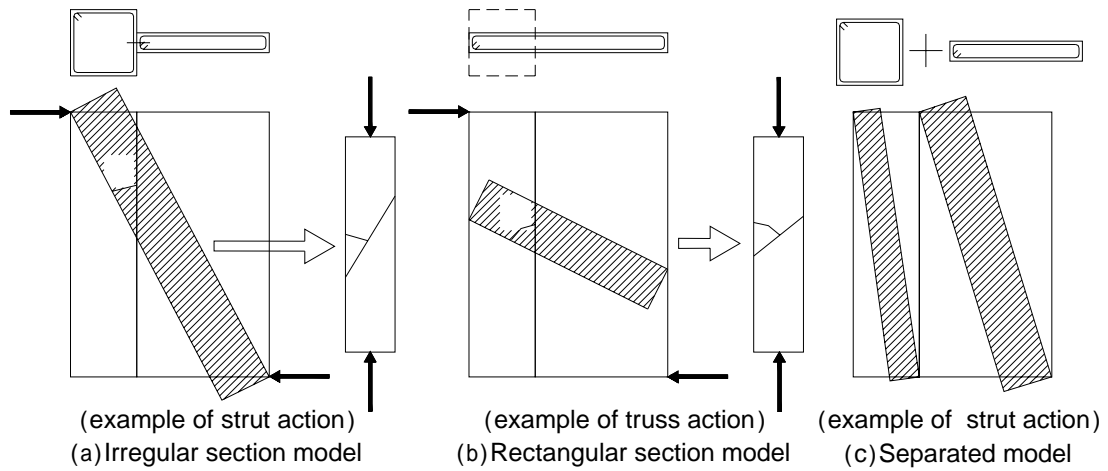 (example of strut action)
(a)Irregular section model
(example of truss action)
(b)Rectangular section model
(example of strut action)
(c)Separated model